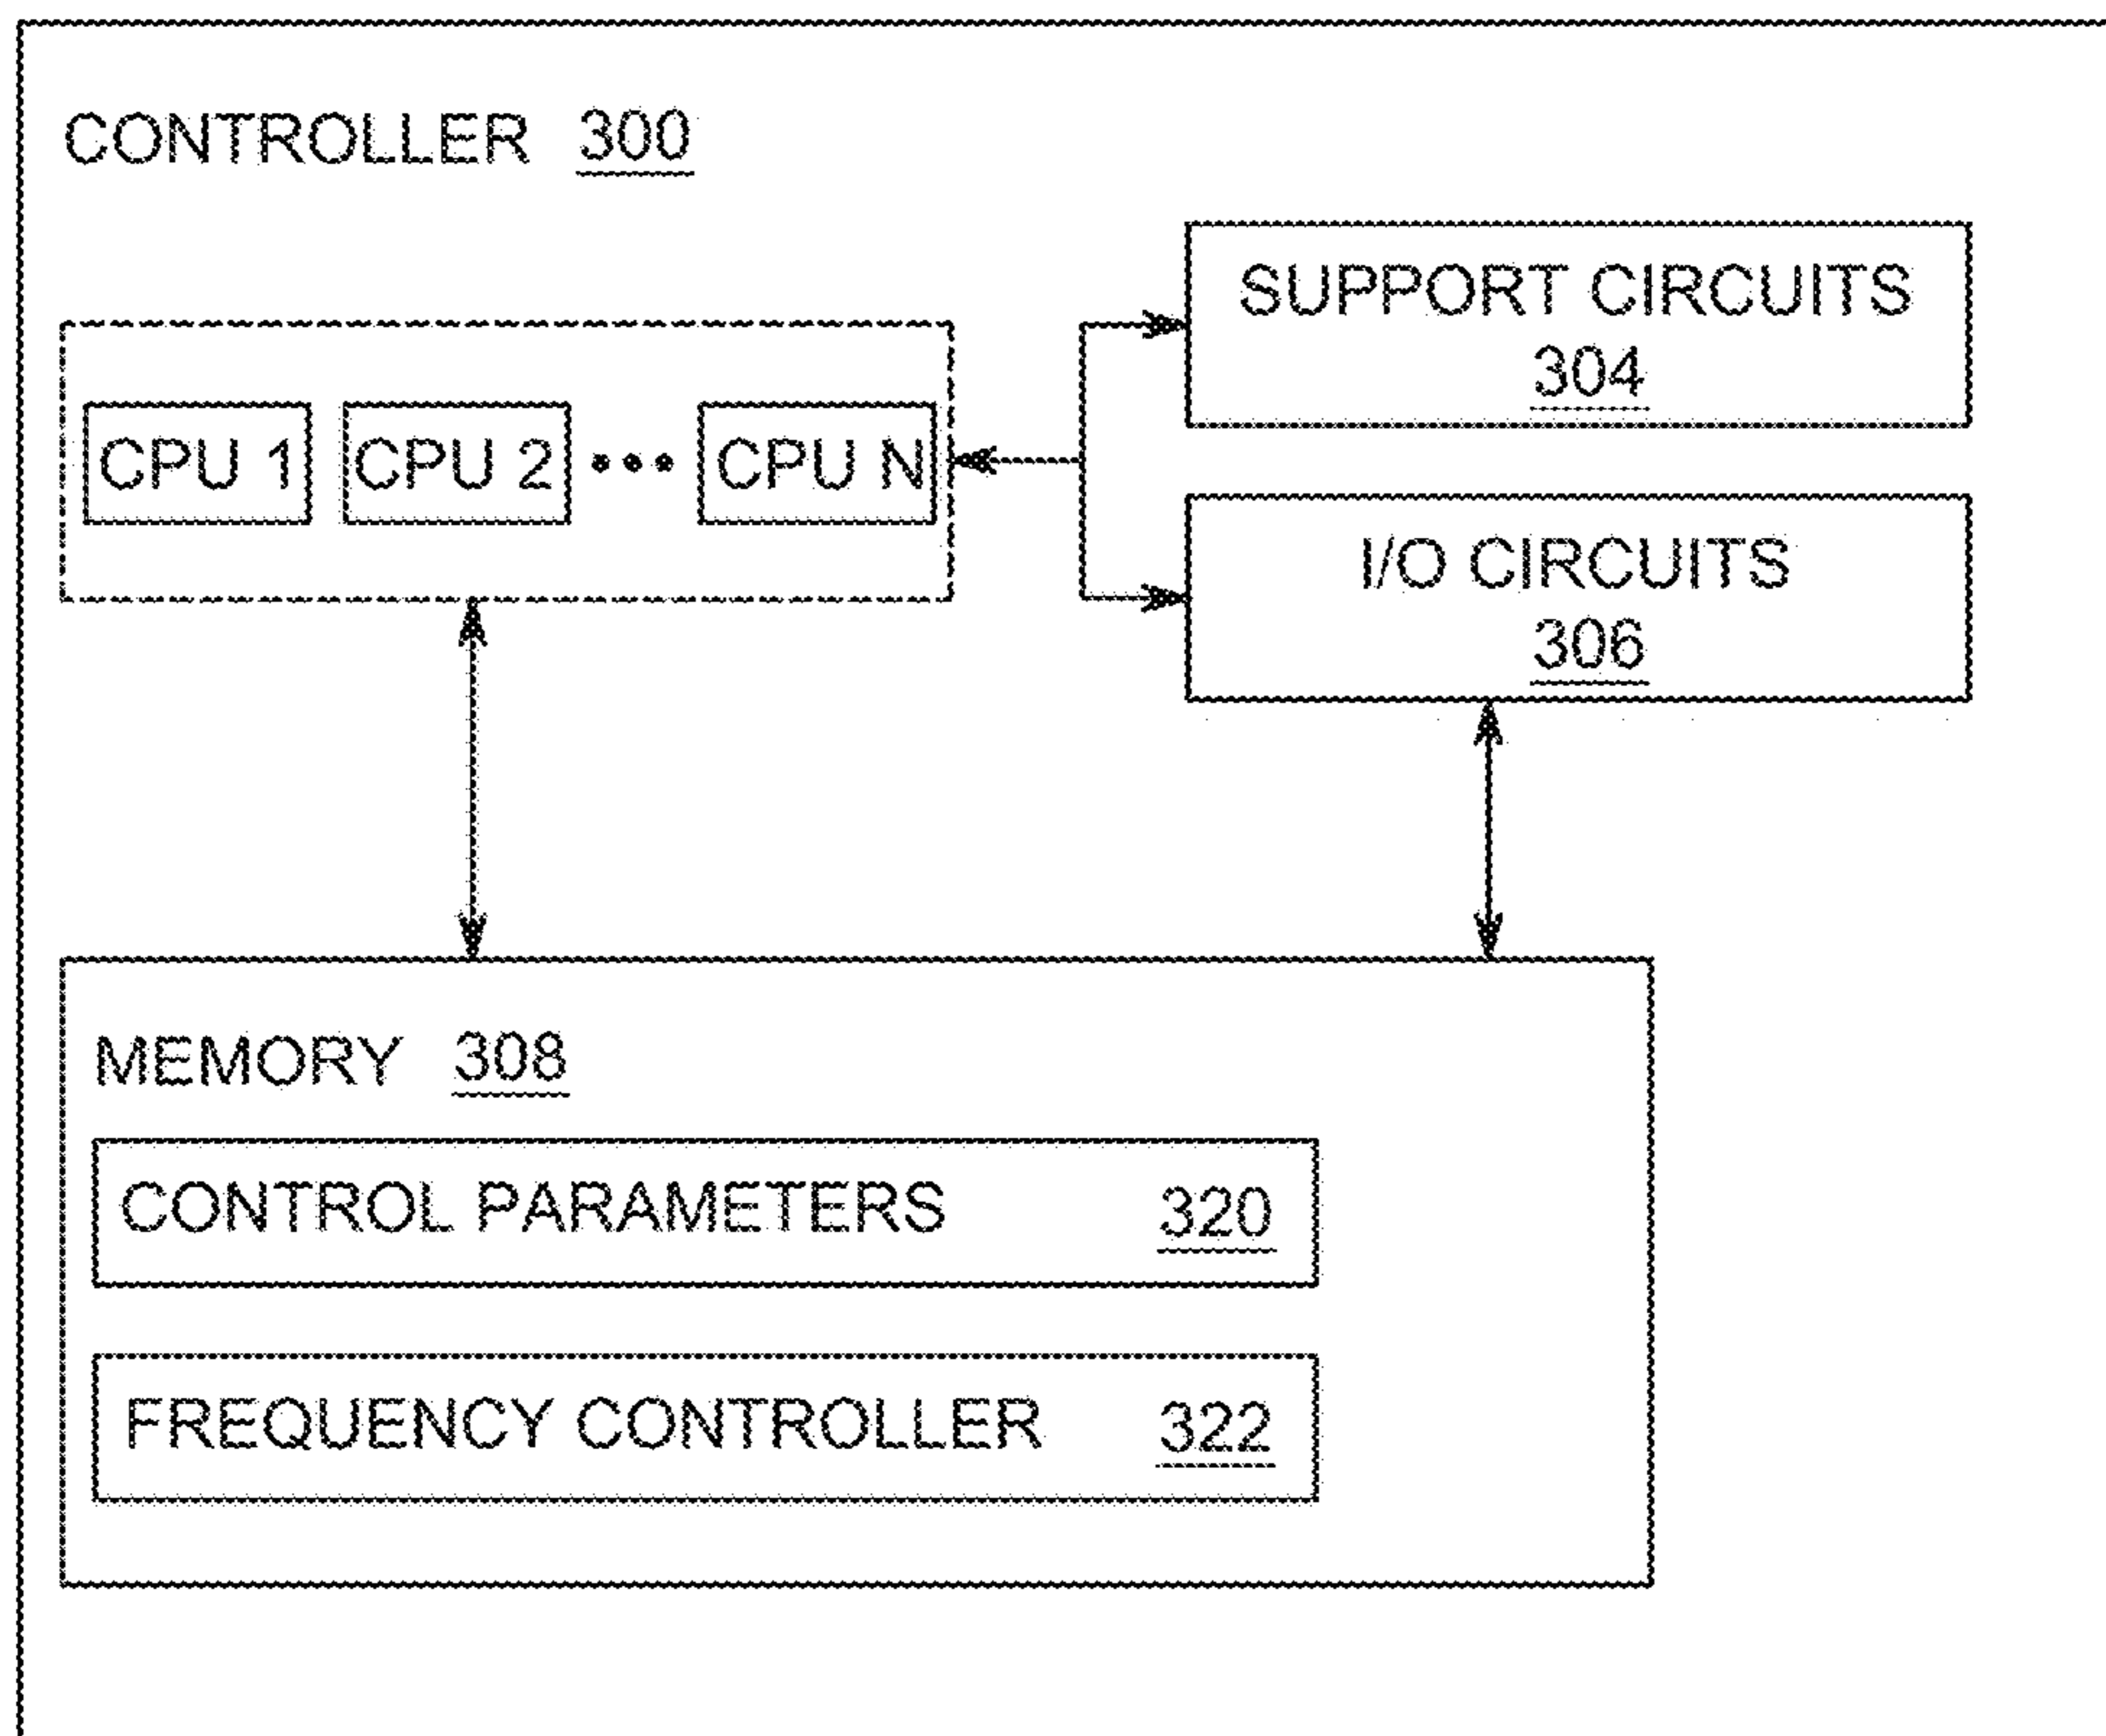 CONTROLLER 300
SUPPORT CIRCUITS
304
CPU 1 CPU 2 ••• CPU N
I/O CIRCUITS
306
MEMORY 308
CONTROL PARAMETERS 320
FREQUENCY CONTROLLER 322